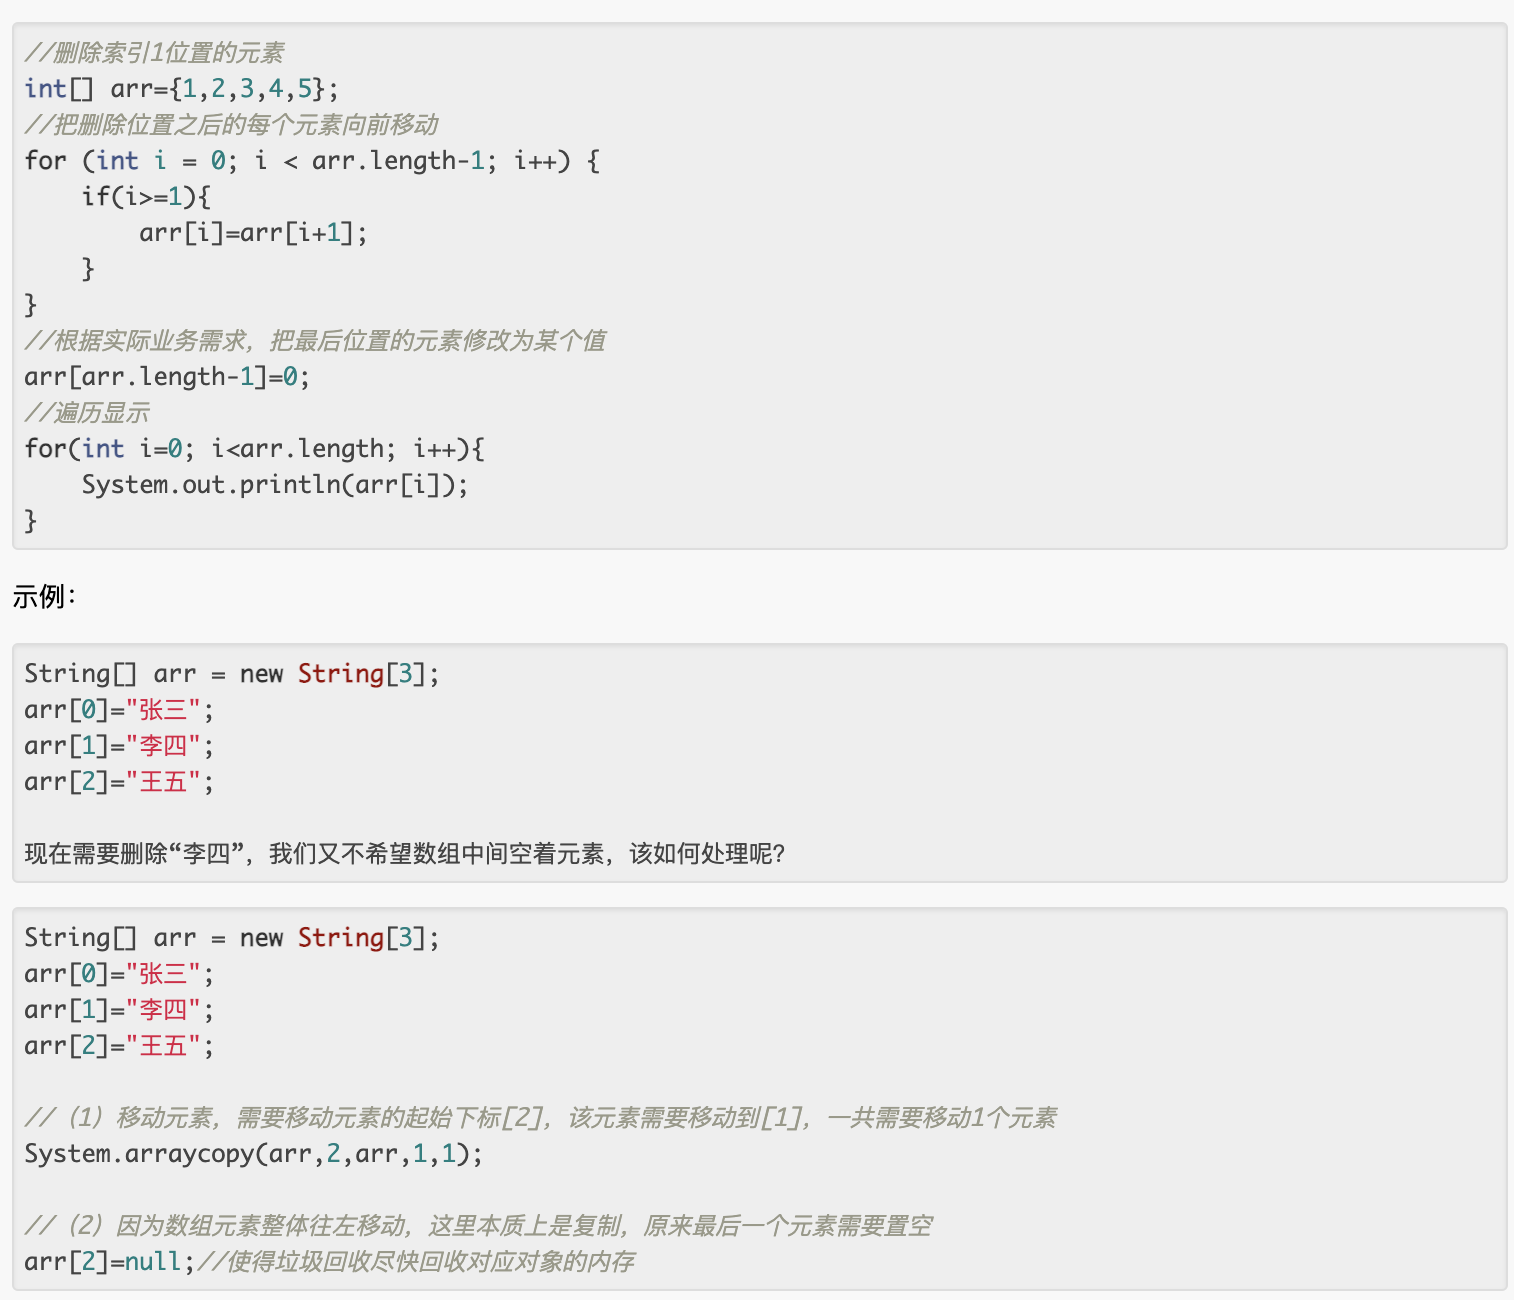 //删除索引1位置的元素
int[] arr={1,2,3,4,5};
//把删除位置之后的每个元素向前移动
for (int i = 0; i < arr.length-1; i++) {
    if(i>=1){
        arr[i]=arr[i+1];
    }
}
//根据实际业务需求，把最后位置的元素修改为某个值
arr[arr.length-1]=0;
//遍历显示
for(int i=0; i<arr.length; i++){
    System.out.println(arr[i]);
}
示例：
String[] arr = new String[3];
arr[0]="张三";
arr[1]="李四";
arr[2]="王五";
现在需要删除“李四”，我们又不希望数组中间空着元素，该如何处理呢？
String[] arr = new String[3];
arr[0]="张三";
arr[1]="李四";
arr[2]="王五";
//（1）移动元素，需要移动元素的起始下标[2]，该元素需要移动到[1]，一共需要移动1个元素
System.arraycopy(arr,2,arr,1,1);
//（2）因为数组元素整体往左移动，这里本质上是复制，原来最后一个元素需要置空
arr[2]=null;//使得垃圾回收尽快回收对应对象的内存